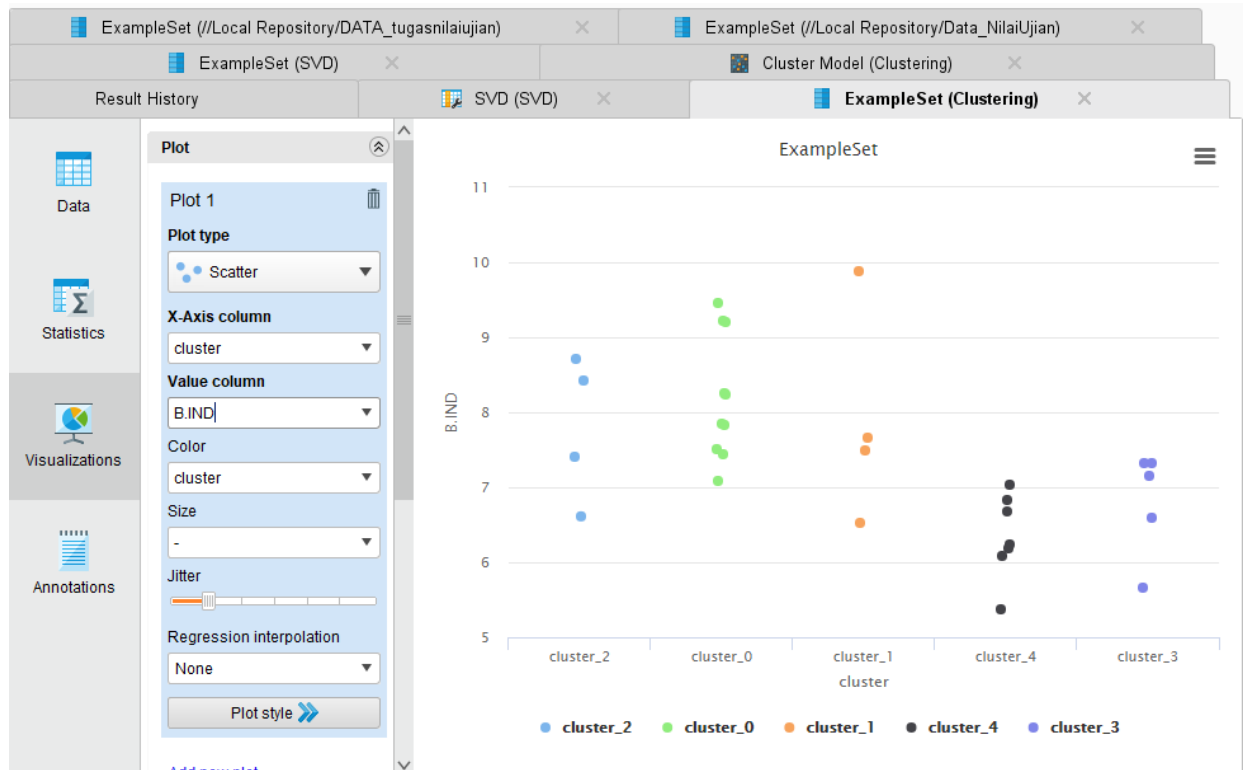 ExampleSet (//Local Repository/DATA_tugasnilaiujian)
ExampleSet (//Local Repository/Data_NilaiUjian)
ExampleSet (SVD)
Cluster Model (Clustering)
Result History
SVD (SVD)
ExampleSet (Clustering)
Data
Statistics
Visualizations
Annotations
Plot
Plot 1
Plot type
Scatter
X-Axis column
cluster
Value column
B.IND
Color
cluster
Size
-
Jitter
Regression interpolation
None
Plot style
Add new plot
ExampleSet
11
10
9
8
7
6
5
B.IND
cluster_2 cluster_0 cluster_1 cluster_4 cluster_3
cluster
cluster_2 cluster_0 cluster_1 cluster_4 cluster_3